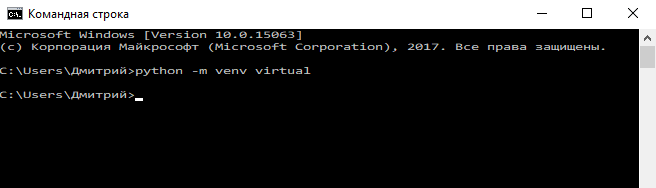 Командная строка
Microsoft Windows [Version 10.0.15063]
(c) Корпорация Майкрософт (Microsoft Corporation), 2017. Все права защищены.
C:\Users\Дмитрий>python -m venv virtual
C:\Users\Дмитрий>